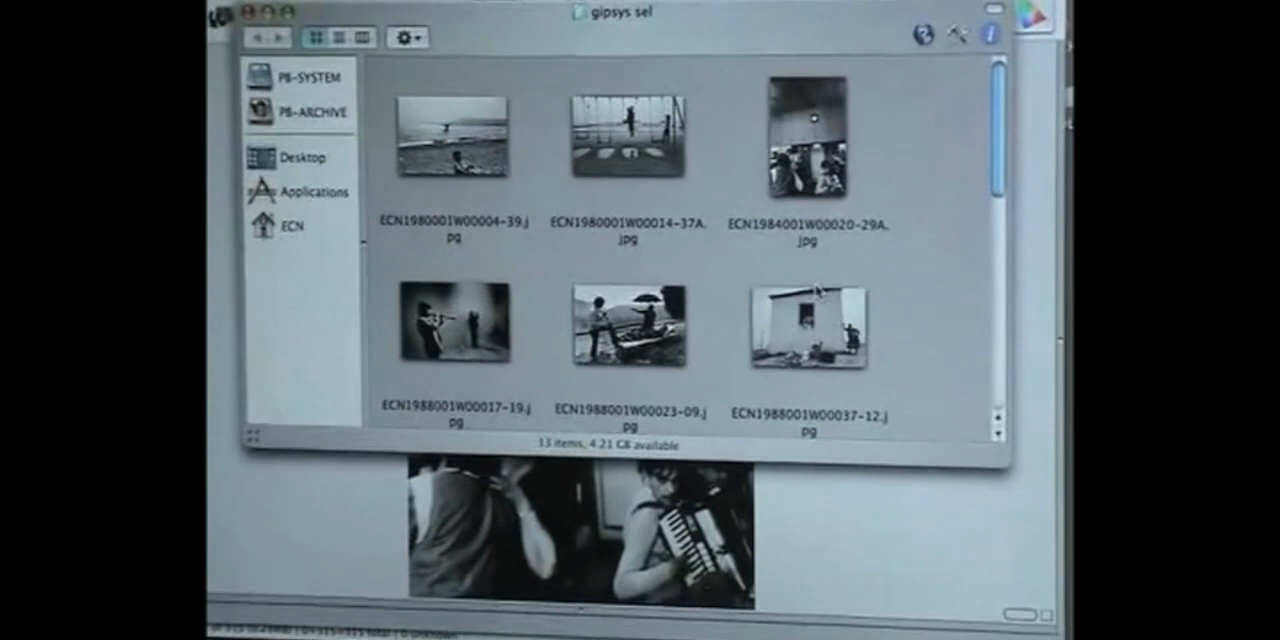 gipsys sel
PB-SYSTEM
PB-ARCHIVE
Desktop
Applications
ECN
ECN1980001W00004-39.j
pg
ECN1980001W00014-37A.
jpg
ECN1984001W00020-29A.
jpg
ECN1988001W00017-19.j
pg
ECN1988001W00023-09.j
pg
ECN1988001W00037-12.j
pg
13 items, 4.21 GB available